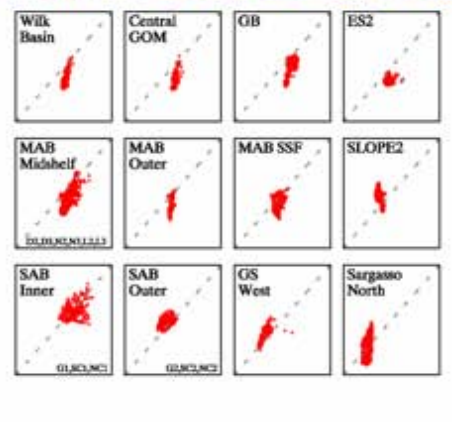 Wilk
Basin
Central
GOM
GB
ES2
MAB
Midshelf
MAB
Outer
MAB SSF
SLOPE2
SAB
Inner
G1,SC1,NC1
SAB
Outer
G2,SC2,NC2
GS
West
Sargasso
North